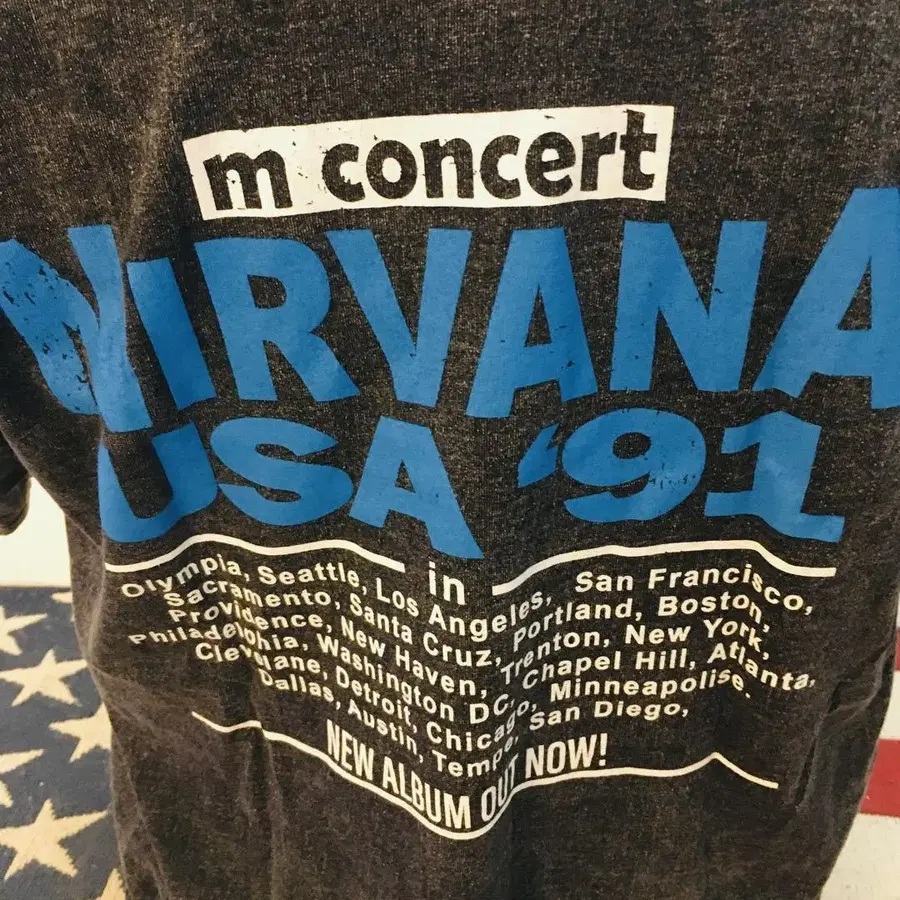 m concert
NIRVANA
USA '91
in
Olympia, Seattle, Los Angeles, San Francisco,
Sacramento, Santa Cruz, Portland, Boston,
Providence, New Haven, Trenton, New York,
Philadelphia, Washington DC, Chapel Hill, Atlanta,
Clevelane, Detroit, Chicago, Minneapolise.
Dallas, Austin, Tempe, San Diego,
NEW ALBUM OUT NOW!